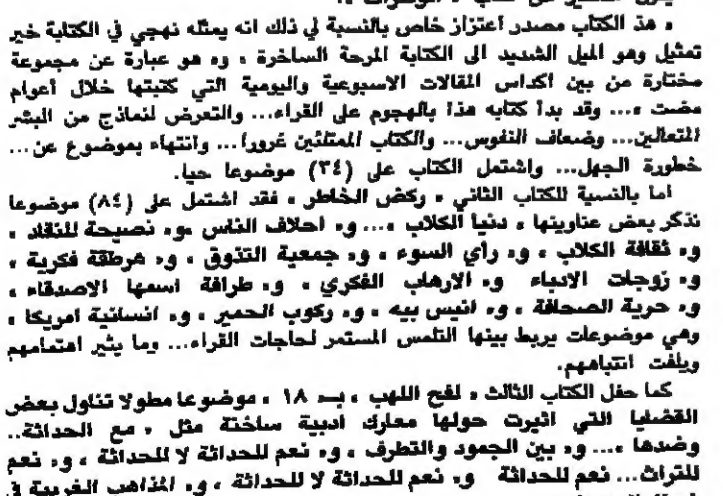 « هذ الكتاب مصدر أعتزاز خاص بالنسبة لي ذلك انه يمثله نهجي في الكتابة خير
تمثيل وهو الميل الشديد الى الكتابة المرحة الساخرة ، و« هو عبارة عن مجموعة
مختارة من بين أكداس المقالات الاسبوعية واليومية التي كتبتها خلال أعوام
مضت »... وقد بدأ كتابه هذا بالهجوم على القراء... والتعرض لنماذج من البشر
المتعالين... وضعاف النفوس... والكتاب الممتلئين غرورا... وانتهاء بموضوع عن...
خطورة الجهل... واشتمل الكتاب على (٣٤) موضوعا حيا.
اما بالنسبة للكتاب الثاني « ركض الخاطر » فقد اشتمل على (٨٤) موضوعا
نذكر بعض عناوينها « دنيا الكلاب »... و« احلاف الناس »و« نصيحة للنقاد »
و« ثقافة الكلاب » و« رأي السوء » و« جمعية التذوق » و« هرطقة فكرية »
و« زوجات الادباء و« الارهاب الفكري » و« طرافة اسمها الاصدقاء »
و« حرية الصحافة » و« انيس بيه » و« ركوب الحمير » و« انسانية امريكا »
وهي موضوعات يربط بينها التلمس المستمر لحاجات القراء... وما يثير اهتمامهم
ويلفت انتباههم.
كما حفل الكتاب الثالث « لفح اللهب » بـ ١٨ » موضوعا مطولا تناول بعض
القضايا التي اثيرت حولها معارك ادبية ساخنة مثل « مع الحداثة..
وضدها »... و« بين الجمود والتطرف » و« نعم للحداثة لا للحداثة » و« نعم
للتراث... نعم للحداثة و« نعم للحداثة لا للحداثة » و« المذاهب الغربية في